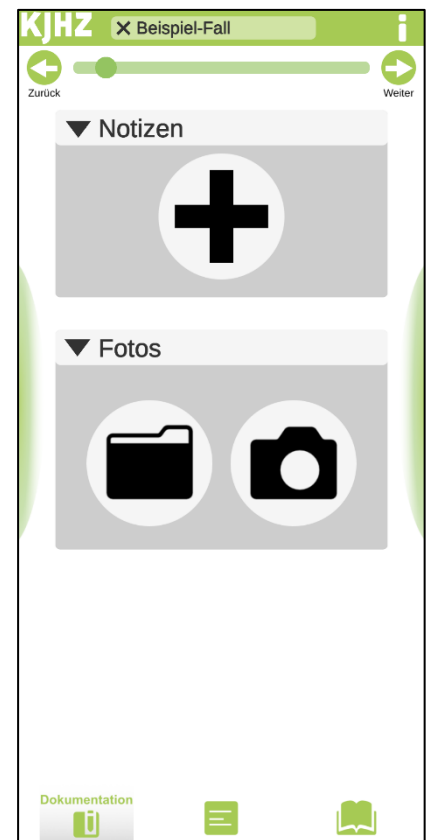 KJHZ
X Beispiel-Fall
i
Zurück
Weiter
Notizen
Fotos
Dokumentation